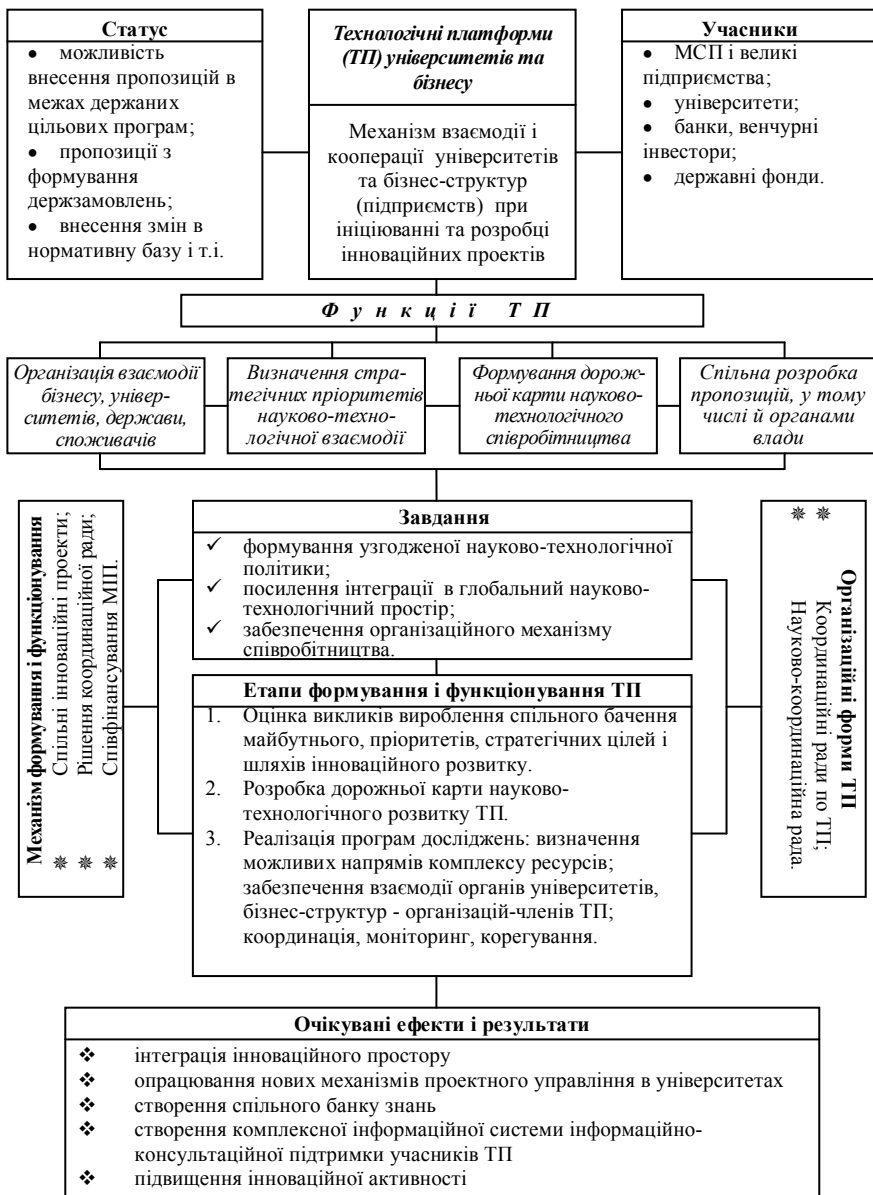 Статус
• можливість
внесення пропозицій в
межах держаних
цільових програм;
• пропозиції з
формування
держзамовлень;
• внесення змін в
нормативну базу і т.і.
Технологічні платформи
(ТП) університетів та
бізнесу
Механізм взаємодії і
кооперації університетів
та бізнес-структур
(підприємств) при
ініціюванні та розробці
інноваційних проектів
Учасники
• МСП і великі
підприємства;
• університети;
• банки, венчурні
інвестори;
• державні фонди.
Функції ТП
Організація взаємодії
бізнесу, універ-
ситетів, держави,
споживачів
Визначення стра-
тегічних пріоритетів
науково-техно-
логічної взаємодії
Формування дорож-
ньої карти науково-
технологічного
співробітництва
Спільна розробка
пропозицій, у тому
числі й органами
влади
Механізм формування і функціонування
✵ Спільні інноваційні проекти;
✵ Рішення координаційної ради;
✵ Співфінансування МІП.
Завдання
✓ формування узгодженої науково-технологічної
політики;
✓ посилення інтеграції в глобальний науково-
технологічний простір;
✓ забезпечення організаційного механізму
співробітництва.
Етапи формування і функціонування ТП
1. Оцінка викликів вироблення спільного бачення
майбутнього, пріоритетів, стратегічних цілей і
шляхів інноваційного розвитку.
2. Розробка дорожньої карти науково-
технологічного розвитку ТП.
3. Реалізація програм досліджень: визначення
можливих напрямів комплексу ресурсів;
забезпечення взаємодії органів університетів,
бізнес-структур - організацій-членів ТП;
координація, моніторинг, корегування.
Організаційні форми ТП
✵ Координаційні ради по ТП;
✵ Науково-координаційна рада.
Очікувані ефекти і результати
❖ інтеграція інноваційного простору
❖ опрацювання нових механізмів проектного управління в університетах
❖ створення спільного банку знань
❖ створення комплексної інформаційної системи інформаційно-
консультаційної підтримки учасників ТП
❖ підвищення інноваційної активності